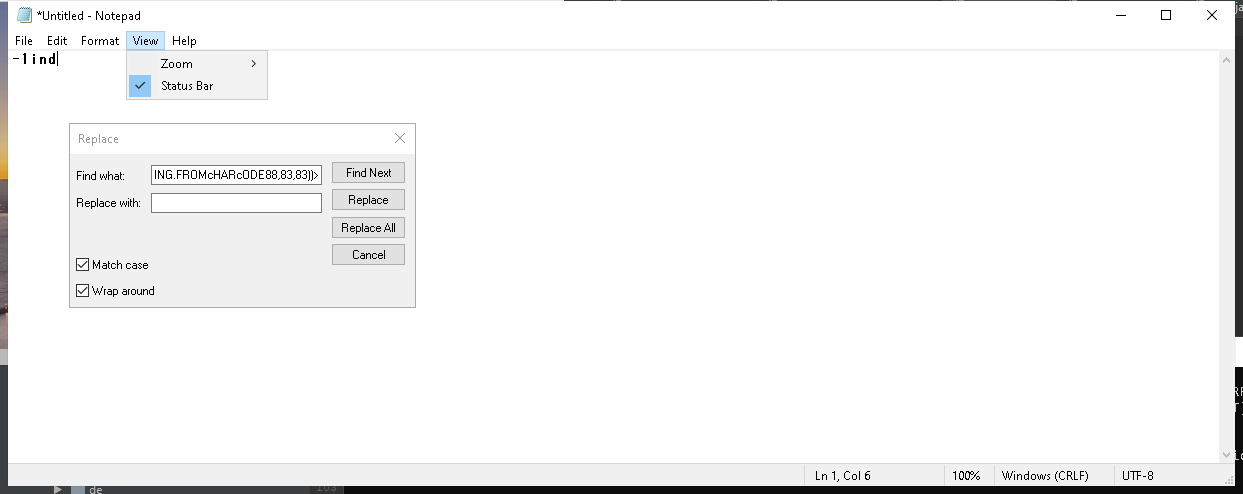 *Untitled - Notepad
File Edit Format View Help
-1ind
Zoom
Status Bar
Replace
Find what: ING.FROMcHARcODE88,83,83))> Find Next
Replace with: Replace
Replace All
Cancel
Match case
Wrap around
Ln 1, Col 6 100% Windows (CRLF) UTF-8
de
103